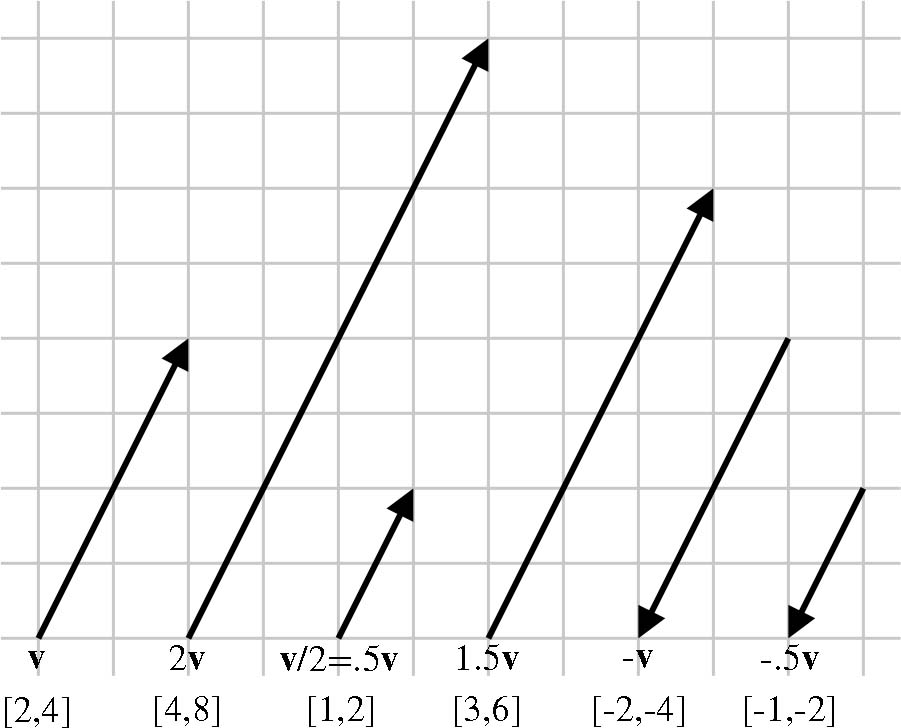 v 2v v/2=.5v 1.5v -v -.5v
[2,4] [4,8] [1,2] [3,6] [-2,-4] [-1,-2]